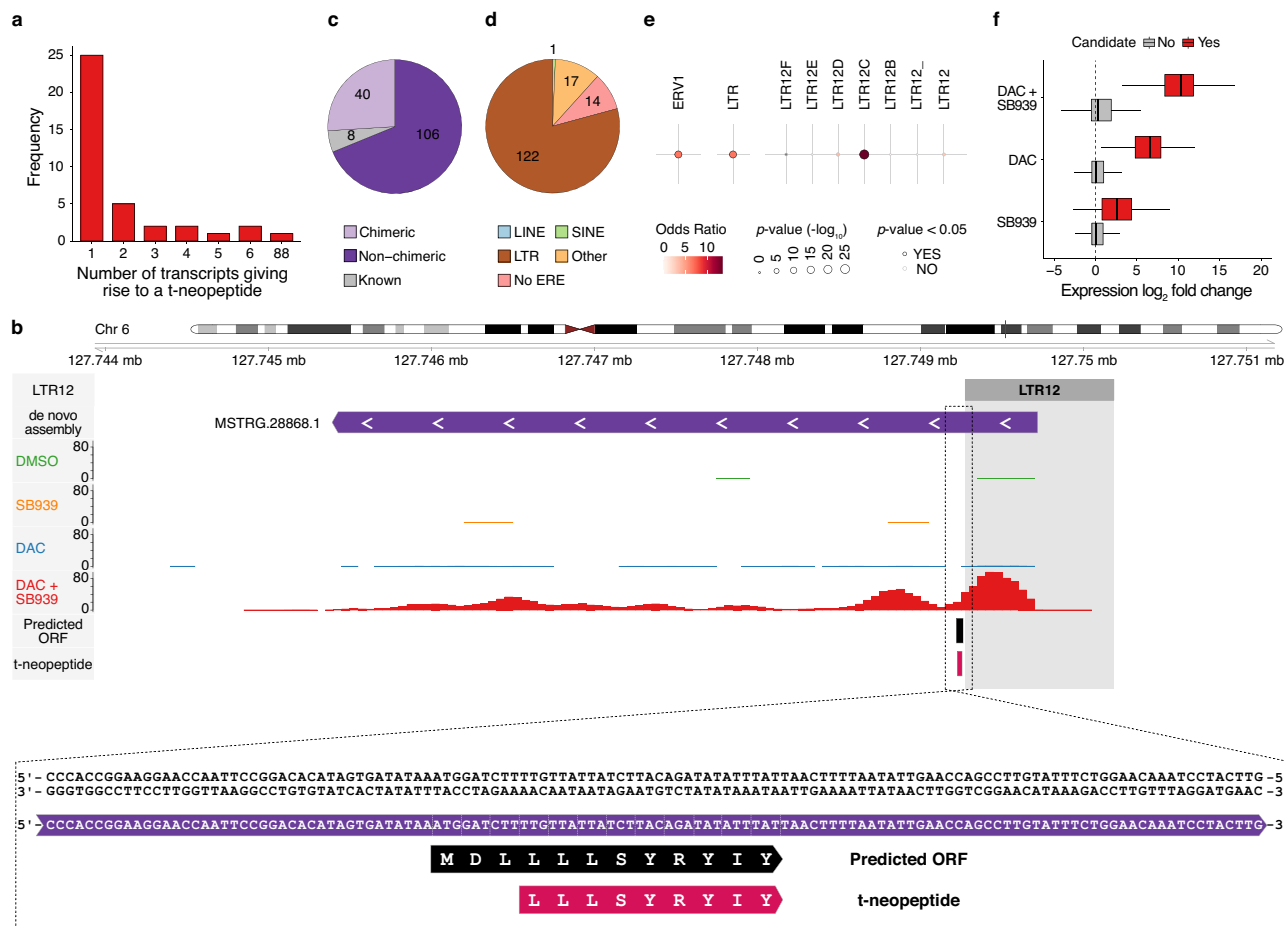 a
25
20
15
10
5
0
Frequency
1 2 3 4 5 6 88
Number of transcripts giving
rise to a t-neopeptide
c
40
8
106
Chimeric
Non-chimeric
Known
d
1
17
14
122
LINE SINE
LTR Other
No ERE
e
ERV1
LTR
LTR12F
LTR12E
LTR12D
LTR12C
LTR12B
LTR12_
LTR12
Odds Ratio
0 5 10
p-value (-log10)
0 5 10 15 20 25
p-value < 0.05
YES
NO
f
Candidate No Yes
DAC +
SB939
DAC
SB939
−5 0 5 10 15 20
Expression log2 fold change
b
Chr 6
127.744 mb 127.745 mb 127.746 mb 127.747 mb 127.748 mb 127.749 mb 127.75 mb 127.751 mb
LTR12
LTR12
de novo
assembly
MSTRG.28868.1
< < < < < < < < < <
80
DMSO
0
80
SB939
0
80
DAC
0
80
DAC +
SB939
0
Predicted
ORF
t-neopeptide
5'-CCCACCGGAAGGAACCAATTCCGGACACATAGTGATATAAATGGATCTTTTGTTATTATCTTACAGATATATTTATTAACTTTTAATATTGAACCAGCCTTGTATTTCTGGAACAAATCCTACTTG-5
3'-GGGTGGCCTTCCTTGGTTAAGGCCTGTGTATCACTATATTTACCTAGAAAACAATAATAGAATGTCTATATAAATAATTGAAAATTATAACTTGGTCGGAACATAAAGACCTTGTTTAGGATGAAC-3
5'-CCCACCGGAAGGAACCAATTCCGGACACATAGTGATATAAATGGATCTTTTGTTATTATCTTACAGATATATTTATTAACTTTTAATATTGAACCAGCCTTGTATTTCTGGAACAAATCCTACTTG-3
M D L L L L S Y R Y I Y Predicted ORF
L L L S Y R Y I Y t-neopeptide